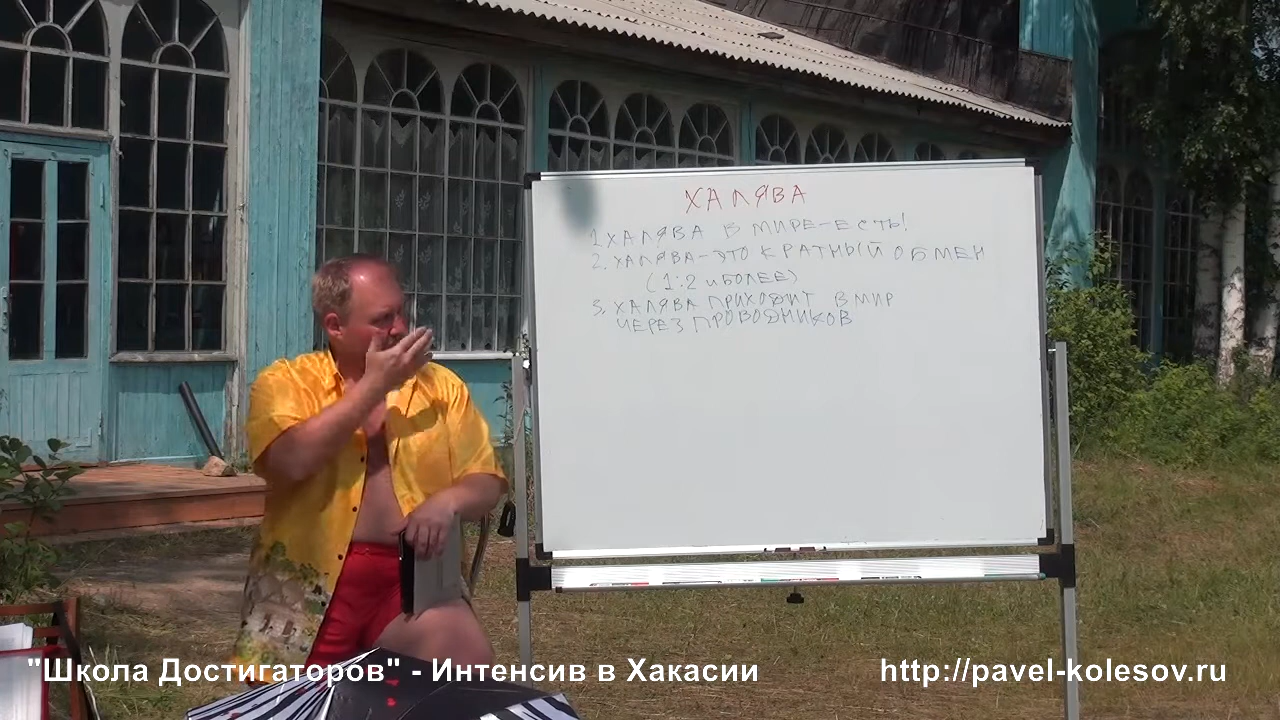 ХАЛЯВА
1. ХАЛЯВА В МИРЕ-ЕСТЬ!
2. ХАЛЯВА-ЭТО КРАТНЫЙ ОБМЕН
(1:2 и БОЛЕЕ)
3. ХАЛЯВА ПРИХОДИТ В МИР
ЧЕРЕЗ ПРОВОДНИКОВ
"Школа Достигаторов" - Интенсив в Хакасии http://pavel-kolesov.ru